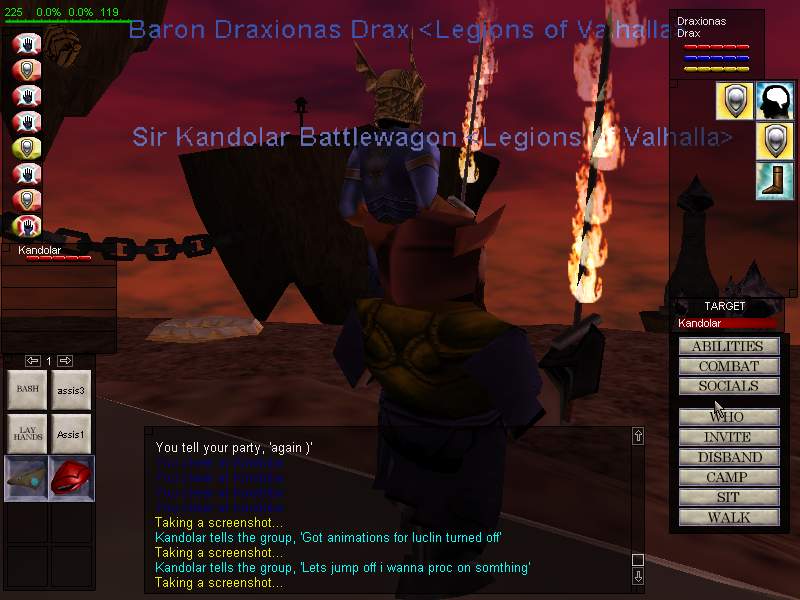 225 0.0% 0.0% 119
Baron Draxionas Drax <Legions of Valhalla
Draxionas
Drax
Sir Kandolar Battlewagon <Legions of Valhalla>
Kandolar
TARGET
Kandolar
ABILITIES
COMBAT
SOCIALS
WHO
INVITE
DISBAND
CAMP
SIT
WALK
1
BASH
assis3
LAY
HANDS
Assis1
You tell your party, 'again )'
Taking a screenshot...
Kandolar tells the group, 'Got animations for luclin turned off'
Taking a screenshot...
Kandolar tells the group, 'Lets jump off i wanna proc on somthing'
Taking a screenshot...